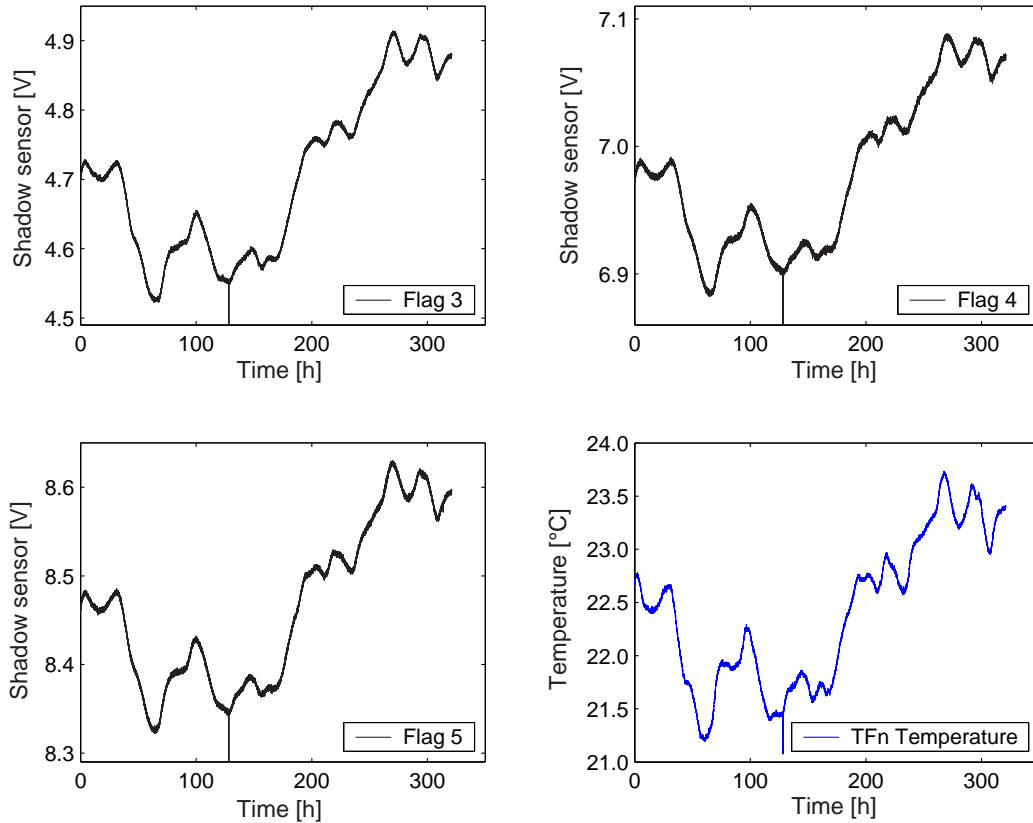 Shadow sensor [V]
4.9
4.8
4.7
4.6
4.5
0
100
200
300
Time [h]
Flag 3
Shadow sensor [V]
7.1
7.0
6.9
0
100
200
300
Time [h]
Flag 4
Shadow sensor [V]
8.6
8.5
8.4
8.3
0
100
200
300
Time [h]
Flag 5
Temperature [°C]
24.0
23.5
23.0
22.5
22.0
21.5
21.0
0
100
200
300
Time [h]
TFn Temperature